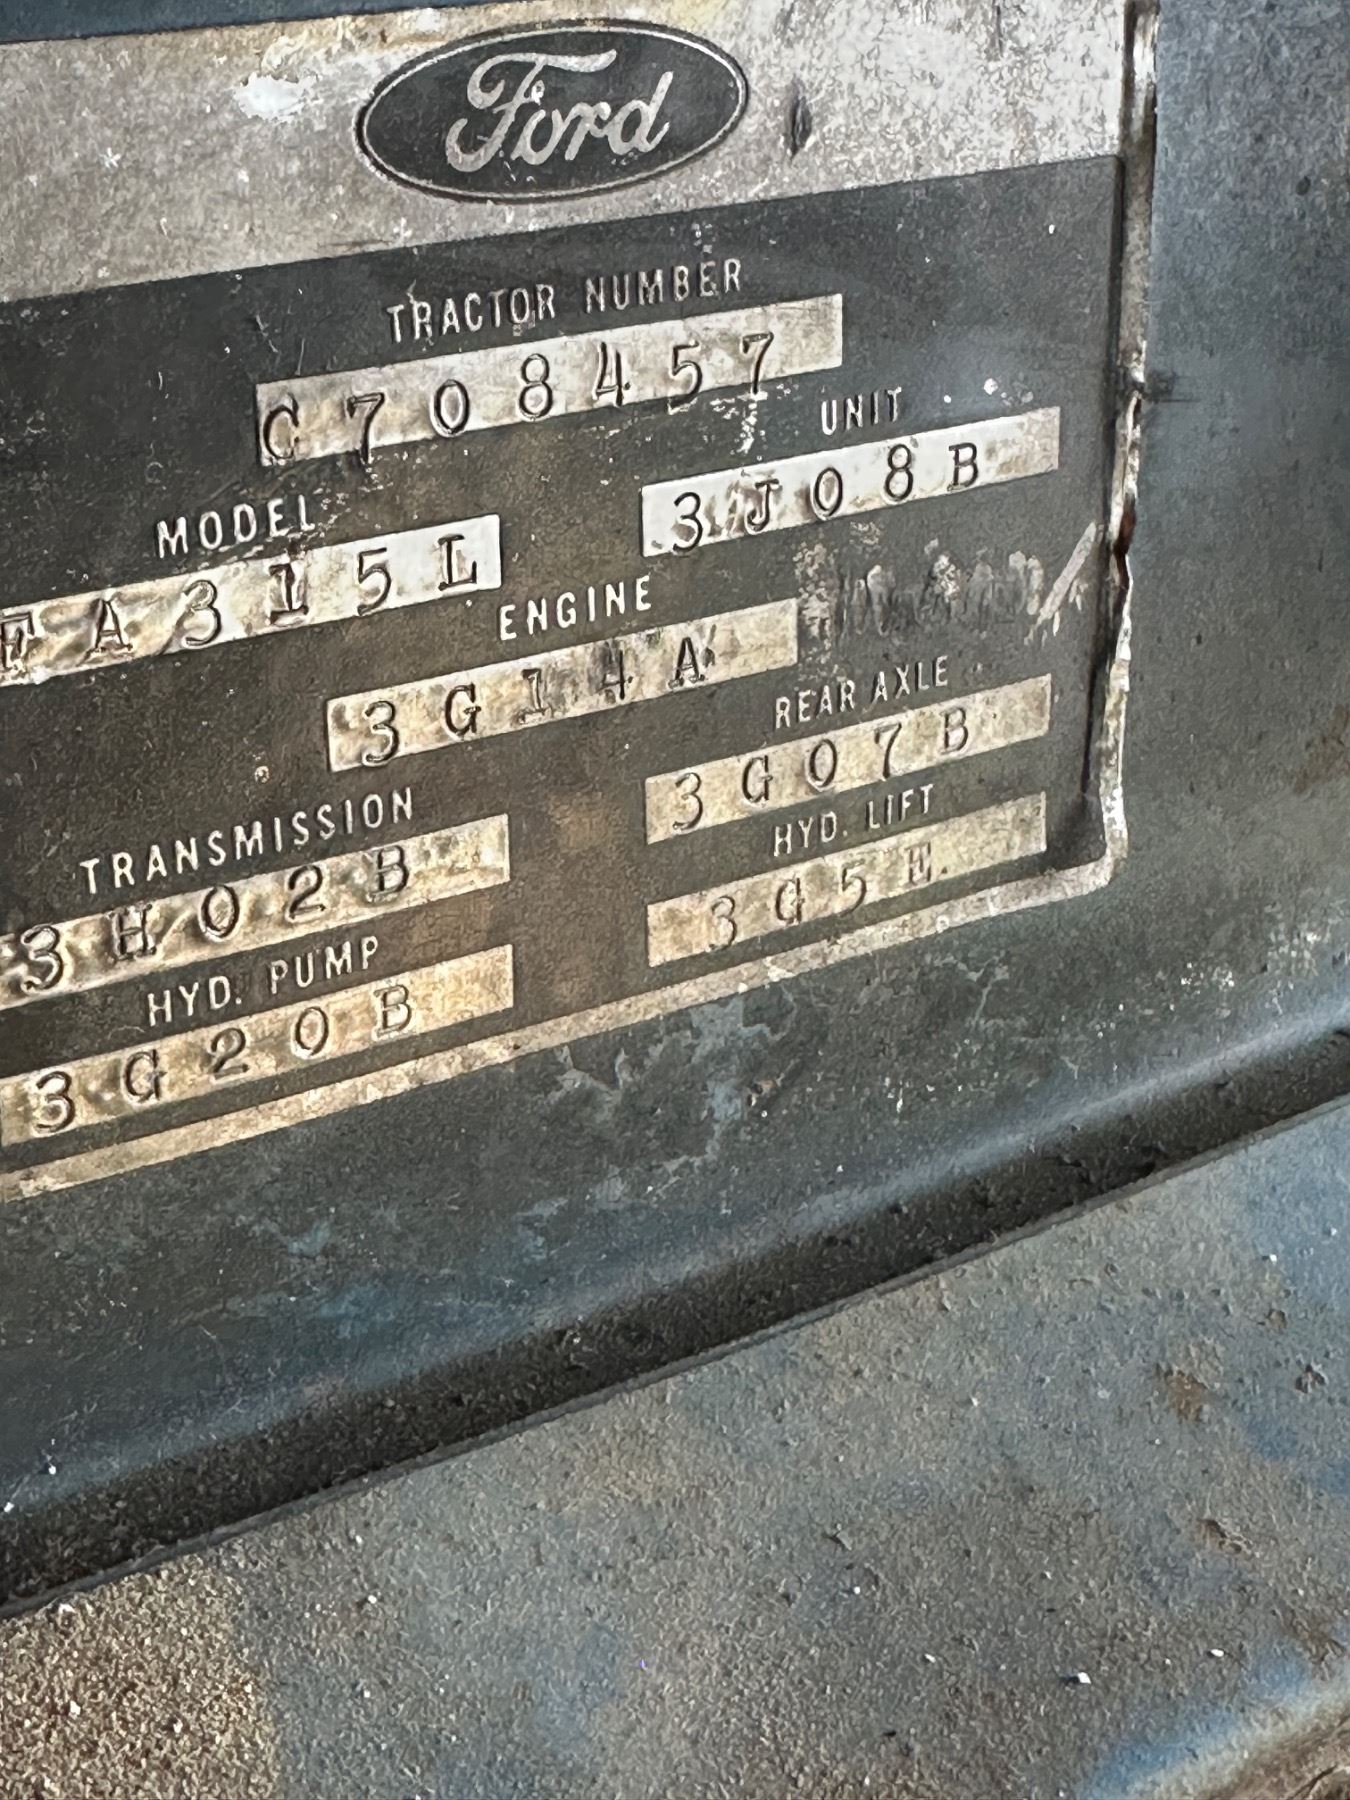 Ford
TRACTOR NUMBER
C708457
MODEL
UNIT
EA315L
3J08B
ENGINE
3G14A
REAR AXLE
3G07B
TRANSMISSION
3H02B
HYD. LIFT
3G5E
HYD. PUMP
3G20B